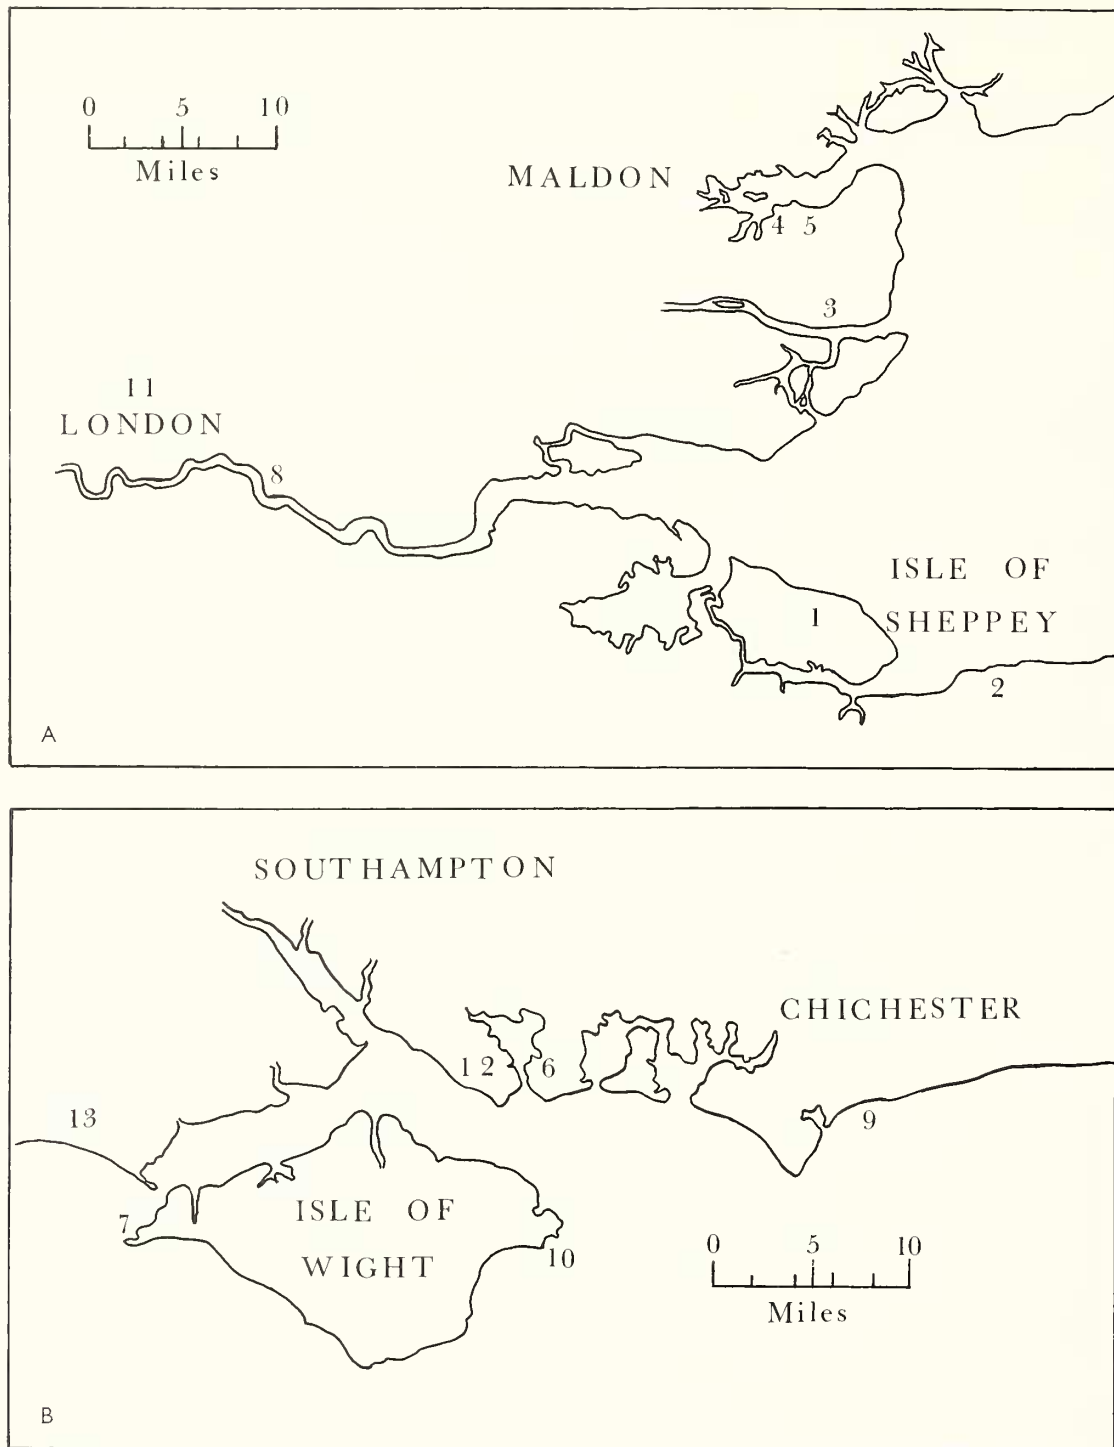 0 5 10
Miles
MALDON
4 5
3
11
LONDON
8
ISLE OF
SHEPPEY
1
2
A
SOUTHAMPTON
CHICHESTER
12
6
13
9
7
ISLE OF
WIGHT
10
0 5 10
Miles
B